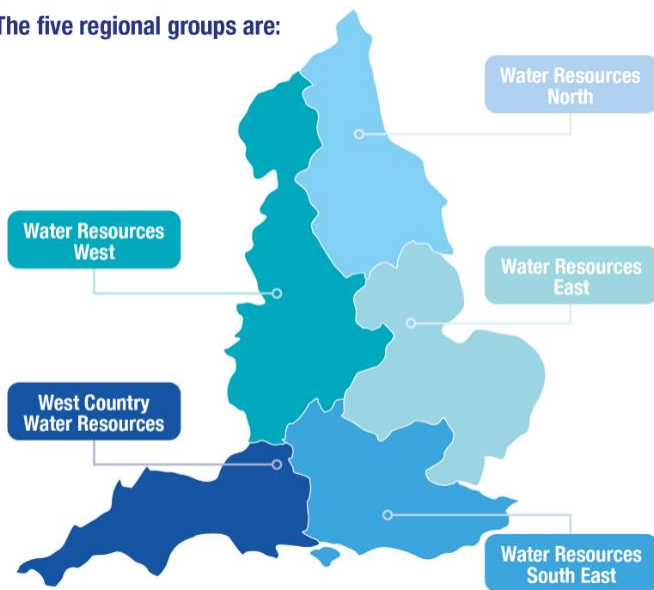 The five regional groups are:
Water Resources
North
Water Resources
West
Water Resources
East
West Country
Water Resources
Water Resources
South East